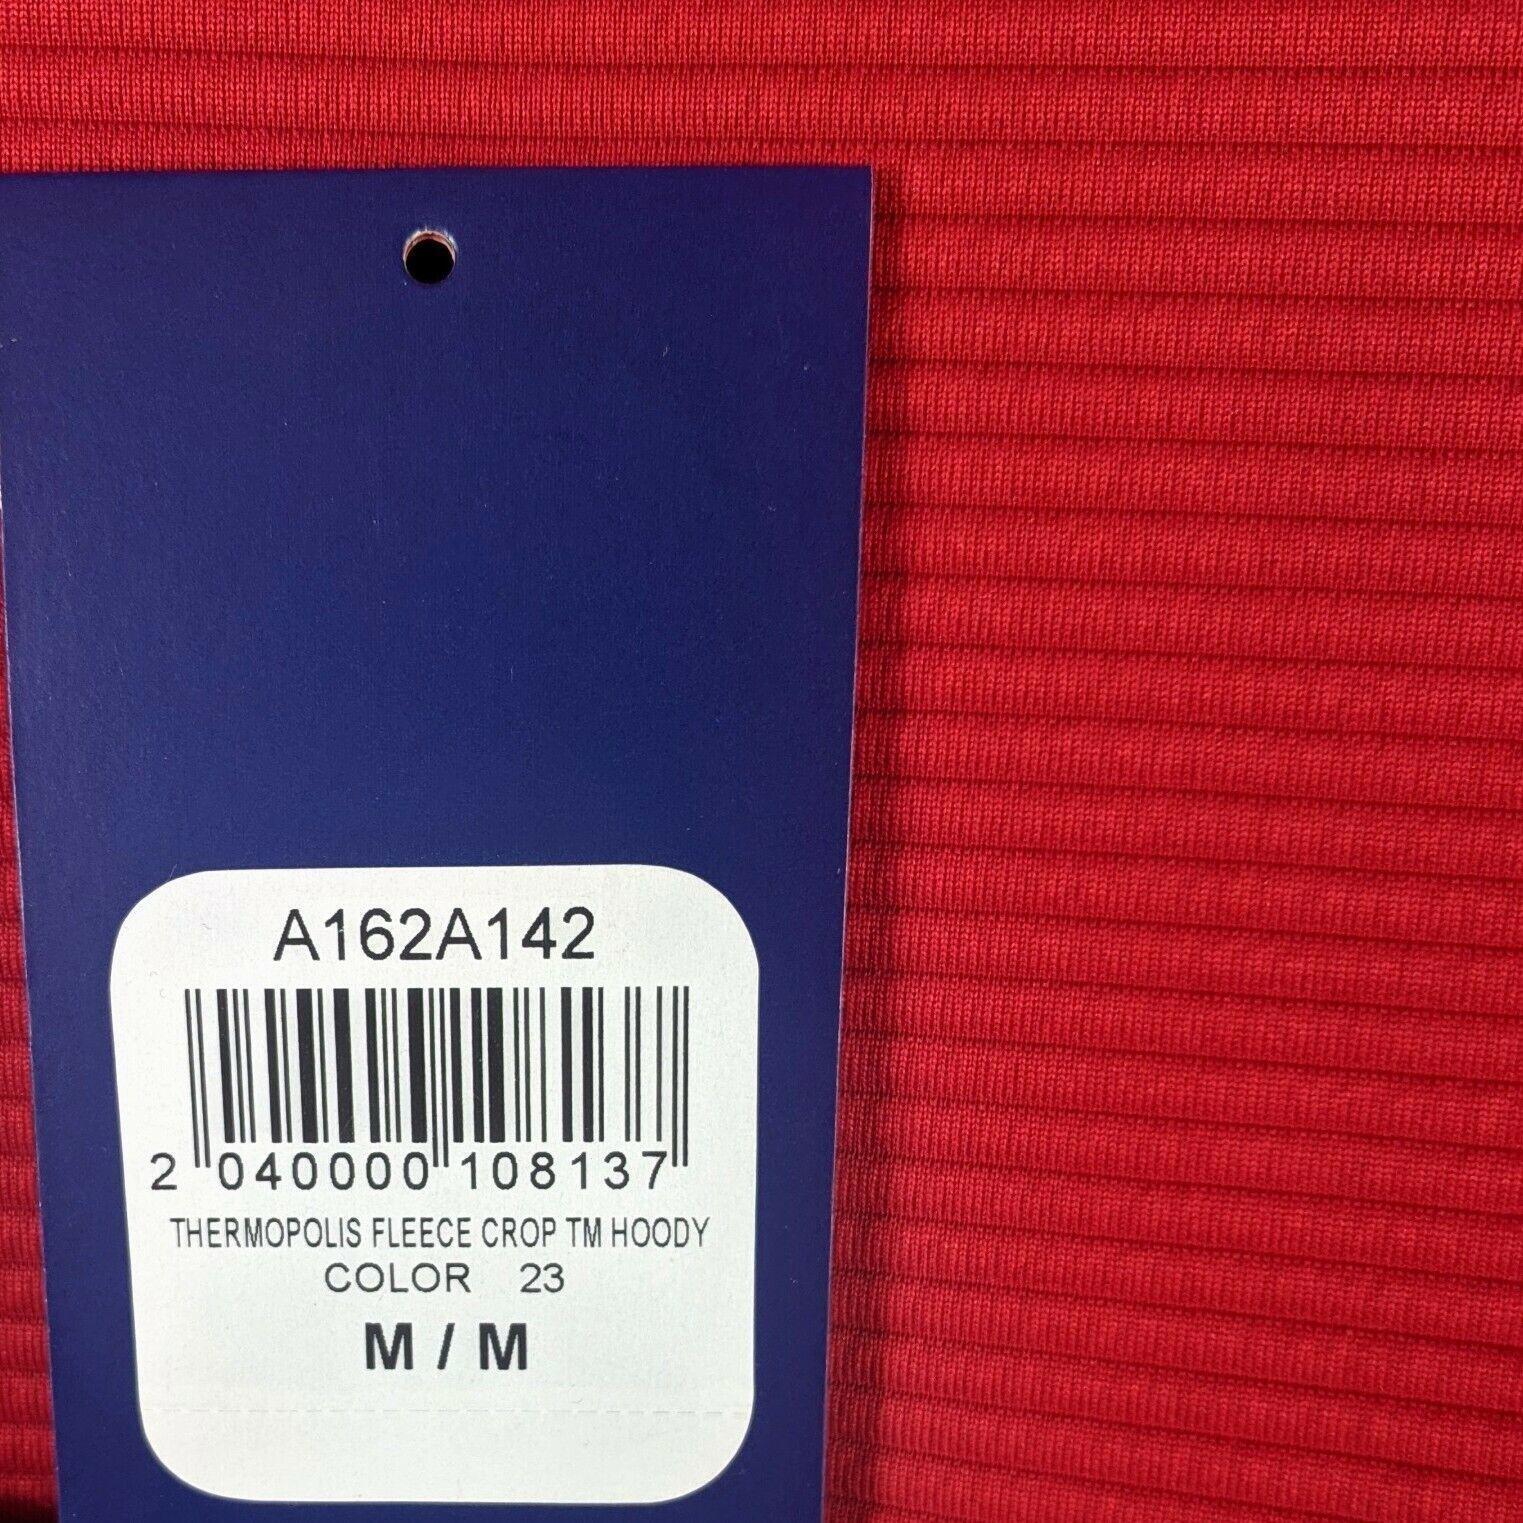 A162A142
2 040000 108137
THERMOPOLIS FLEECE CROP TM HOODY
COLOR 23
M / M